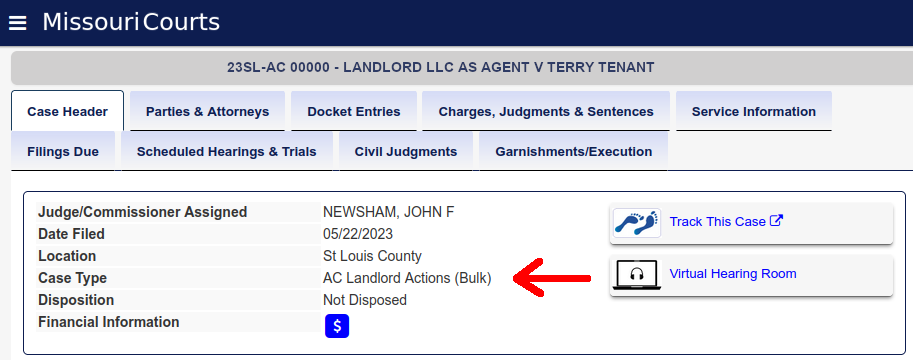 MissouriCourts
23SL-AC 00000 - LANDLORD LLC AS AGENT V TERRY TENANT
Case Header
Parties & Attorneys
Docket Entries
Charges, Judgments & Sentences
Service Information
Filings Due
Scheduled Hearings & Trials
Civil Judgments
Garnishments/Execution
Judge/Commissioner Assigned NEWSHAM, JOHN F
Date Filed 05/22/2023
Location St Louis County
Case Type AC Landlord Actions (Bulk)
Disposition Not Disposed
Financial Information $
Track This Case
Virtual Hearing Room